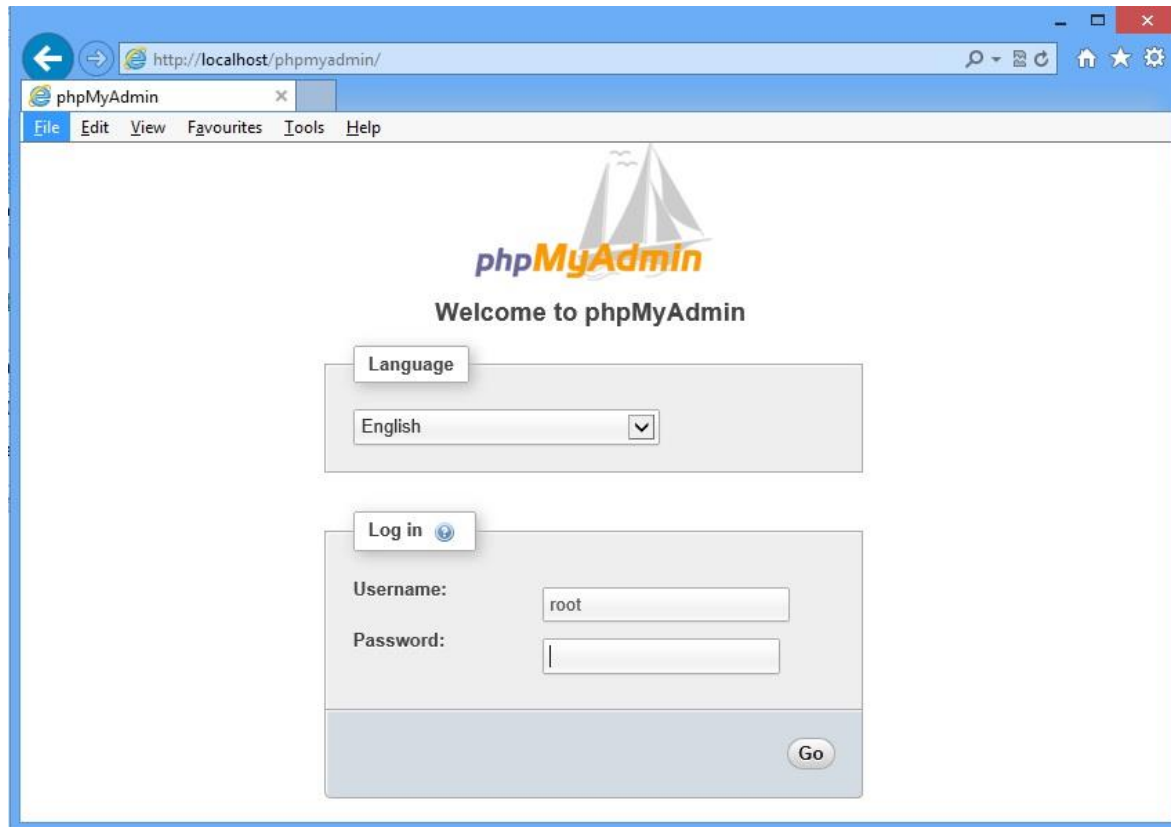 http://localhost/phpmyadmin/
phpMyAdmin
File Edit View Favourites Tools Help
phpMyAdmin
Welcome to phpMyAdmin
Language
English
Log in
Username:
root
Password:
Go